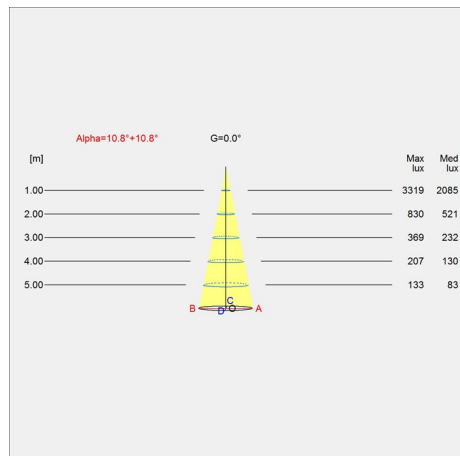 Alpha=10.8°+10.8° G=0.0°
[m] Max Med
lux lux
1.00 3319 2085
2.00 830 521
3.00 369 232
4.00 207 130
5.00 133 83
C
B D O A